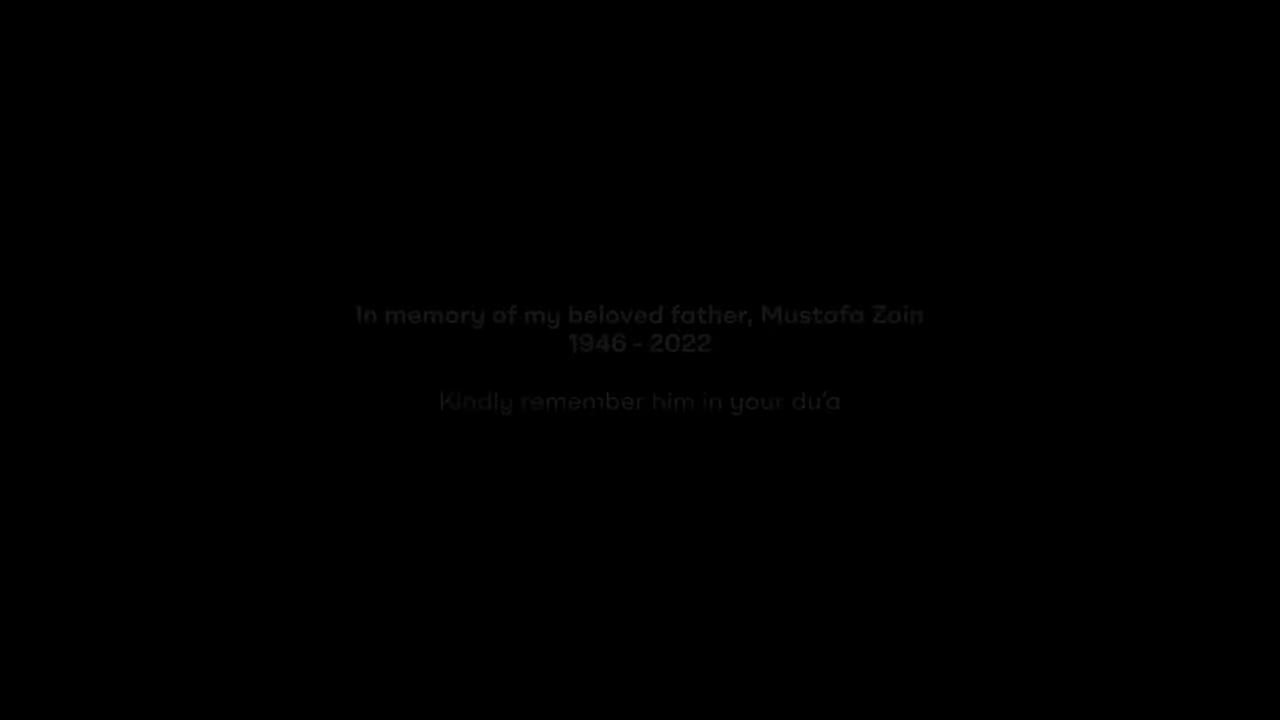 In memory of my beloved father, Mustafa Zain
1946 - 2022
Kindly remember him in your du'a